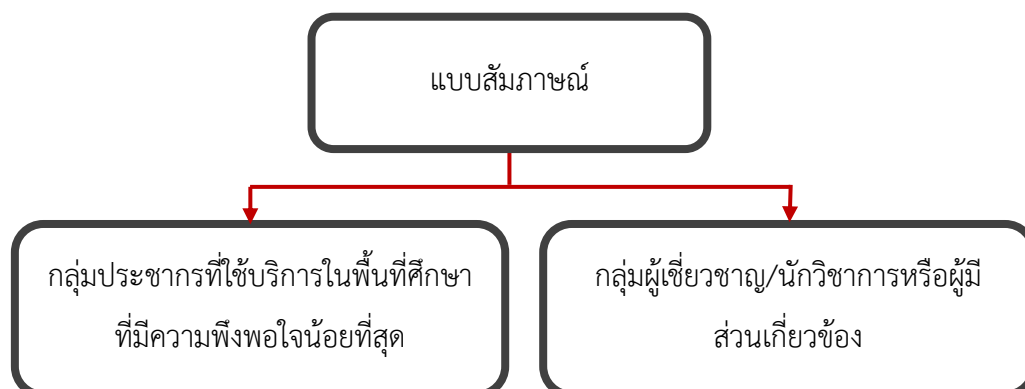 แบบสัมภาษณ์
กลุ่มประชากรที่ใช้บริการในพื้นที่ศึกษา
ที่มีความพึงพอใจน้อยที่สุด
กลุ่มผู้เชี่ยวชาญ/นักวิชาการหรือผู้มี
ส่วนเกี่ยวข้อง